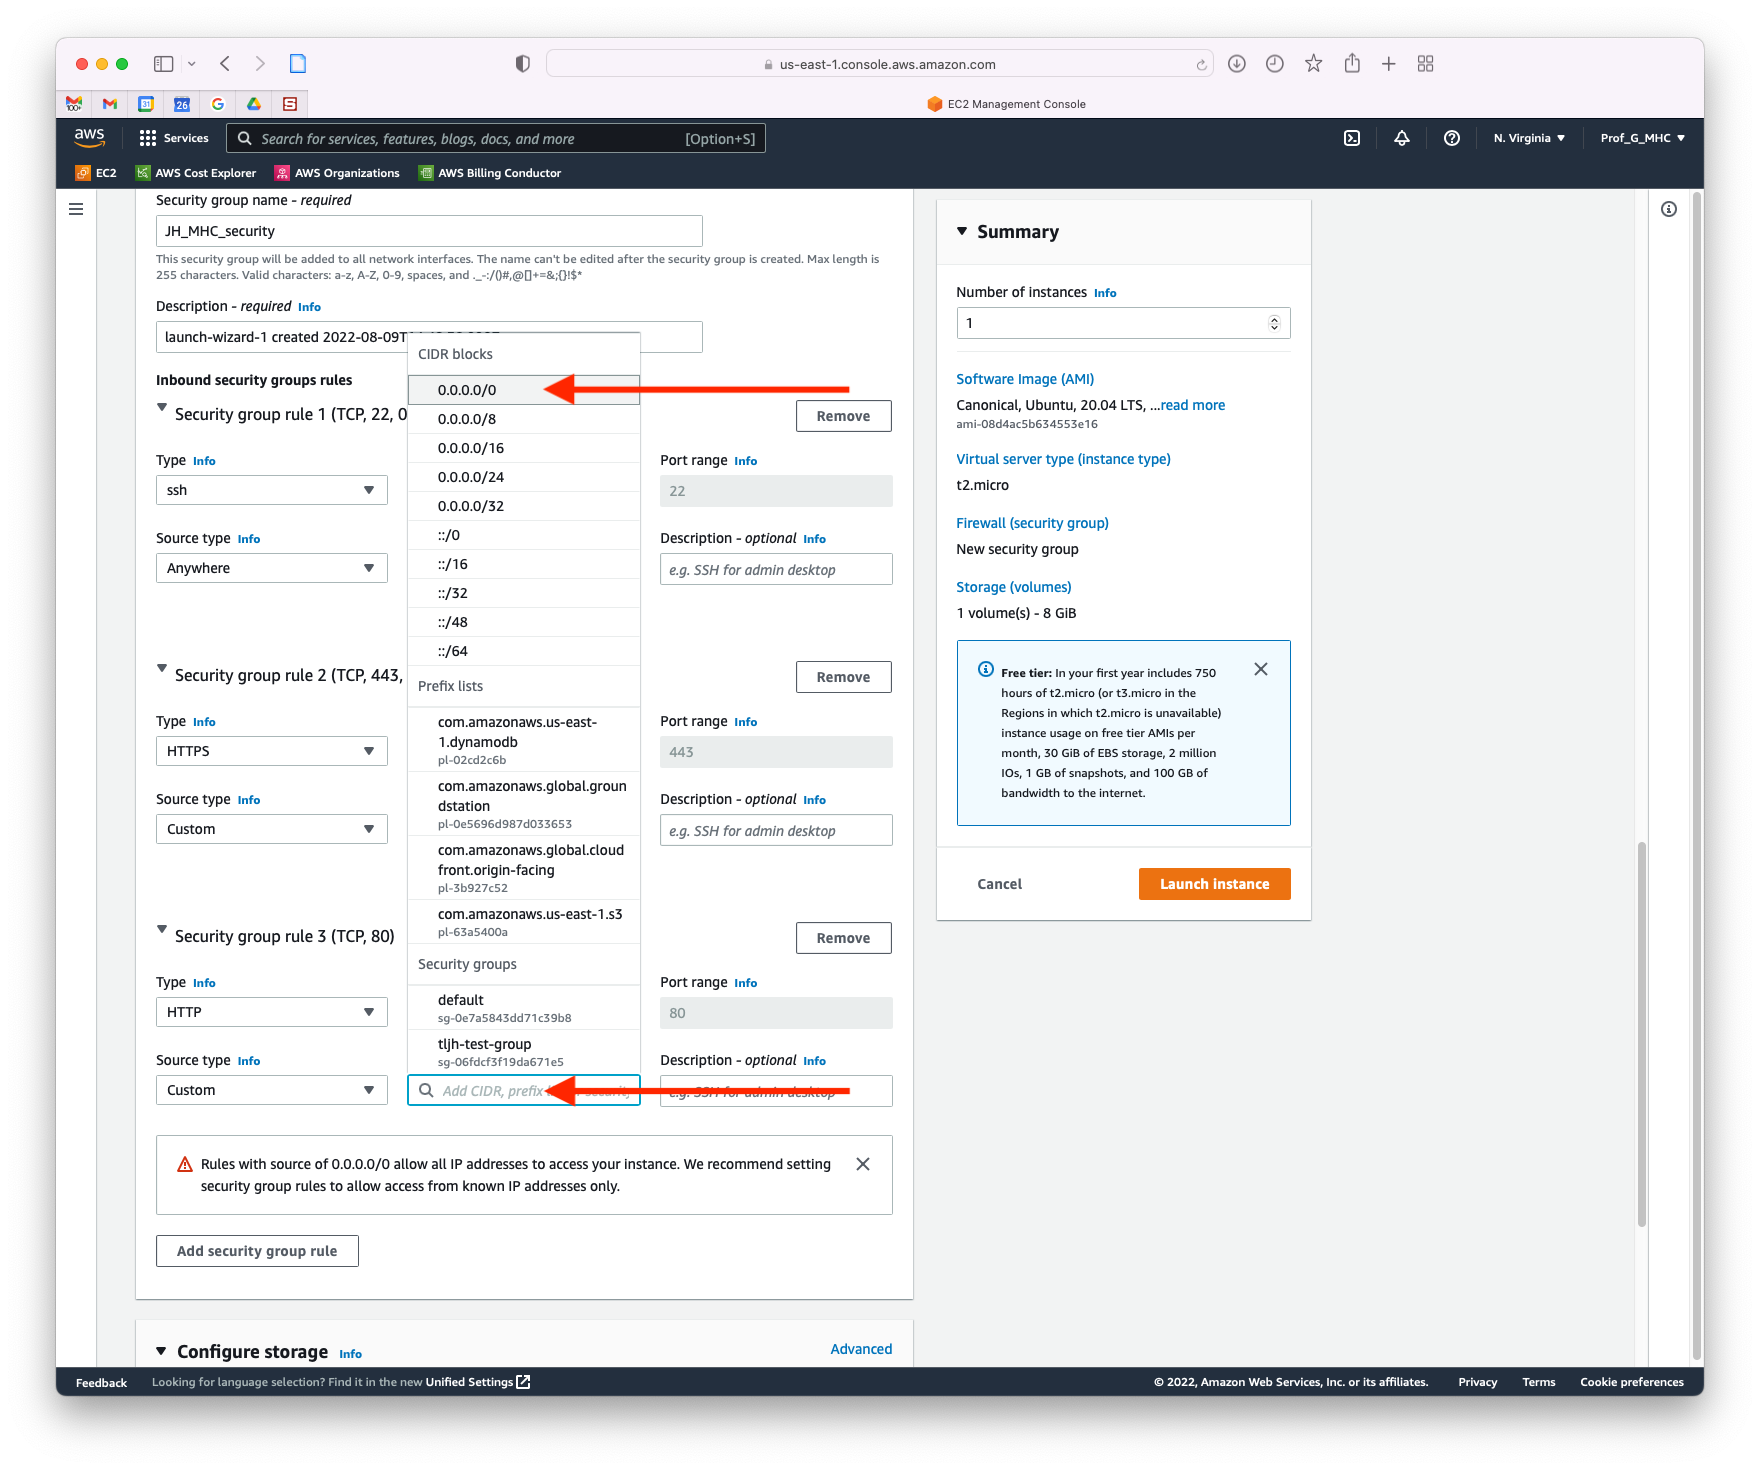 us-east-1.console.aws.amazon.com
EC2 Management Console
aws
Services
Search for services, features, blogs, docs, and more
[Option+S]
N. Virginia
Prof_G_MHC
EC2
AWS Cost Explorer
AWS Organizations
AWS Billing Conductor
Security group name - required
JH_MHC_security
This security group will be added to all network interfaces. The name can't be edited after the security group is created. Max length is
255 characters. Valid characters: a-z, A-Z, 0-9, spaces, and ._-:/()#,@[]+=&;{}!$*
Description - required Info
launch-wizard-1 created 2022-08-09T
Inbound security groups rules
Security group rule 1 (TCP, 22, 0
Remove
Type Info
ssh
Port range Info
22
Source type Info
Anywhere
Description - optional Info
e.g. SSH for admin desktop
Security group rule 2 (TCP, 443,
Remove
Type Info
HTTPS
Port range Info
443
Source type Info
Custom
Description - optional Info
e.g. SSH for admin desktop
Security group rule 3 (TCP, 80)
Remove
Type Info
HTTP
Port range Info
80
Source type Info
Custom
Description - optional Info
e.g. SSH for admin desktop
CIDR blocks
0.0.0.0/0
0.0.0.0/8
0.0.0.0/16
0.0.0.0/24
0.0.0.0/32
::/0
::/16
::/32
::/48
::/64
Prefix lists
com.amazonaws.us-east-
1.dynamodb
pl-02cd2c6b
com.amazonaws.global.groun
dstation
pl-0e5696d987d033653
com.amazonaws.global.cloud
front.origin-facing
pl-3b927c52
com.amazonaws.us-east-1.s3
pl-63a5400a
Security groups
default
sg-0e7a5843dd71c39b8
tljh-test-group
sg-06fdcf3f19da671e5
Add CIDR, prefix
Rules with source of 0.0.0.0/0 allow all IP addresses to access your instance. We recommend setting
security group rules to allow access from known IP addresses only.
Add security group rule
Configure storage Info
Advanced
Summary
Number of instances Info
1
Software Image (AMI)
Canonical, Ubuntu, 20.04 LTS, ...read more
ami-08d4ac5b634553e16
Virtual server type (instance type)
t2.micro
Firewall (security group)
New security group
Storage (volumes)
1 volume(s) - 8 GiB
Free tier: In your first year includes 750
hours of t2.micro (or t3.micro in the
Regions in which t2.micro is unavailable)
instance usage on free tier AMIs per
month, 30 GiB of EBS storage, 2 million
IOs, 1 GB of snapshots, and 100 GB of
bandwidth to the internet.
Cancel
Launch instance
Feedback
Looking for language selection? Find it in the new Unified Settings
© 2022, Amazon Web Services, Inc. or its affiliates.
Privacy
Terms
Cookie preferences